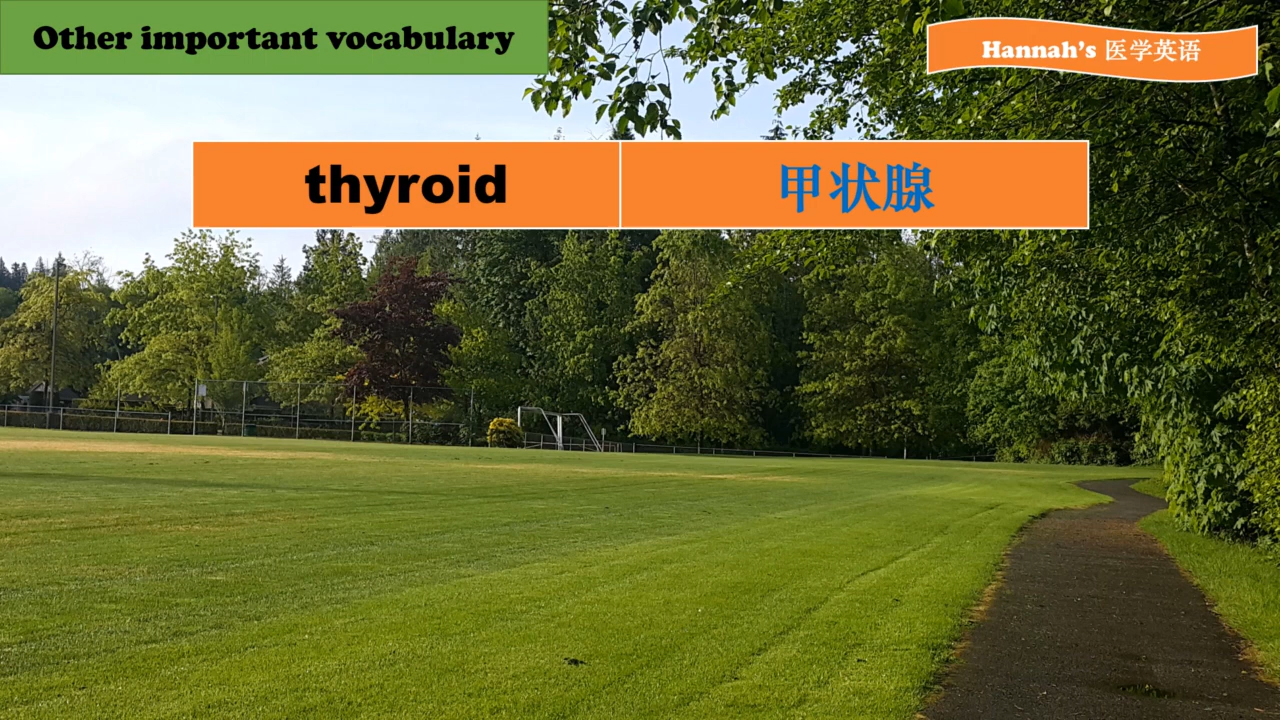 Other important vocabulary
Hannah's 医学英语
thyroid
甲状腺